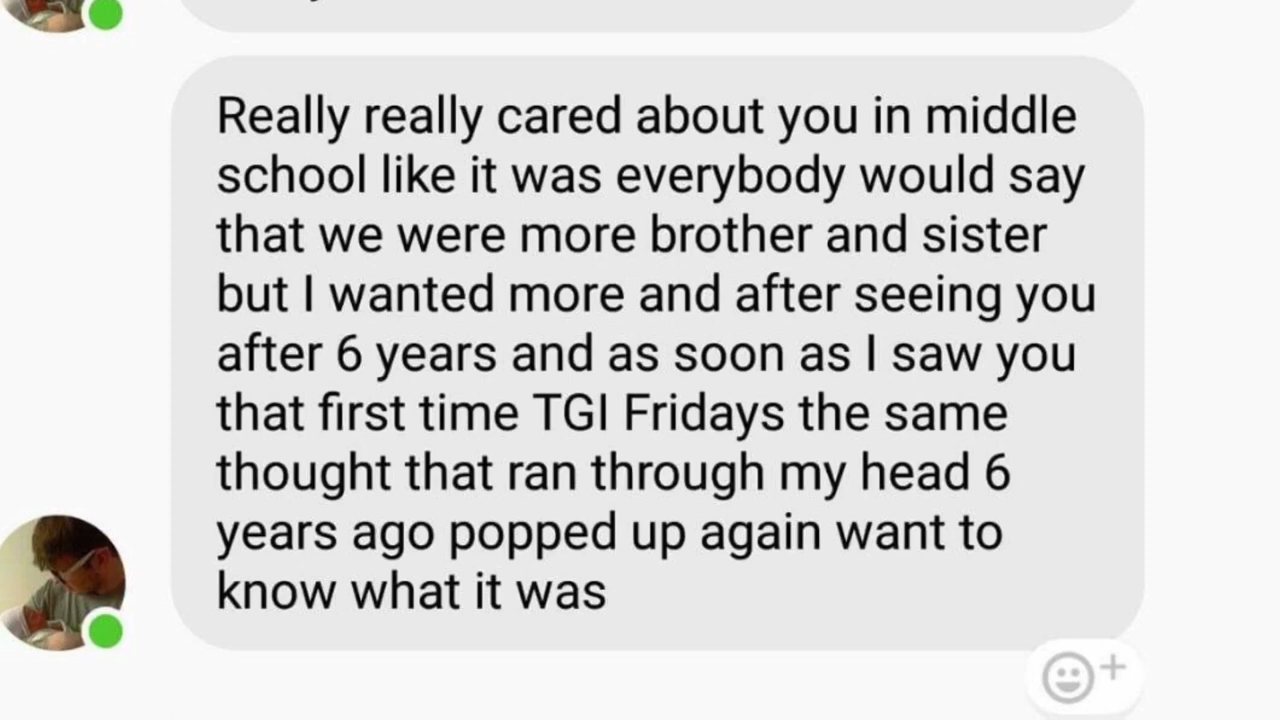 Really really cared about you in middle
school like it was everybody would say
that we were more brother and sister
but I wanted more and after seeing you
after 6 years and as soon as I saw you
that first time TGI Fridays the same
thought that ran through my head 6
years ago popped up again want to
know what it was